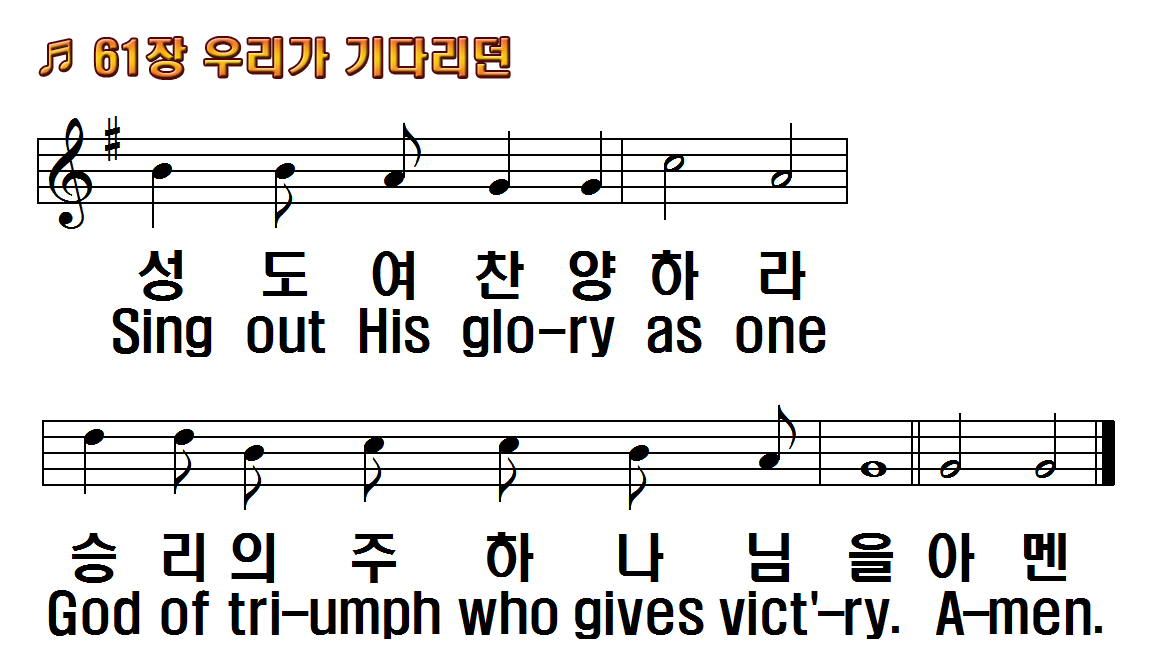 ♬ 61장 우리가 기다리던
성 도 여 찬 양 하 라
Sing out His glo-ry as one
승 리 의 주 하 나 님 을 아 멘
God of tri-umph who gives vict'-ry. A-men.